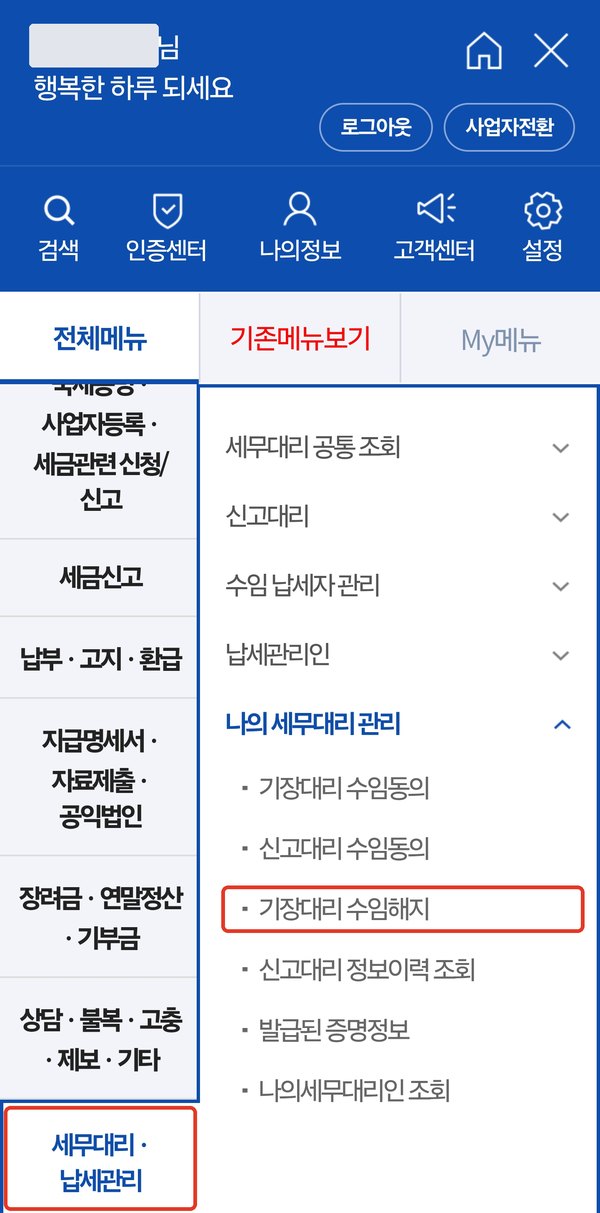 님
행복한 하루 되세요
로그아웃
사업자전환
검색
인증센터
나의정보
고객센터
설정
전체메뉴
기존메뉴보기
My메뉴
사업자등록 ·
세금관련 신청/
신고
세금신고
납부 · 고지 · 환급
지급명세서 ·
자료제출 ·
공익법인
장려금 · 연말정산
· 기부금
상담 · 불복 · 고충
· 제보 · 기타
세무대리 ·
납세관리
세무대리 공통 조회
신고대리
수임 납세자 관리
납세관리인
나의 세무대리 관리
· 기장대리 수임동의
· 신고대리 수임동의
· 기장대리 수임해지
· 신고대리 정보이력 조회
· 발급된 증명정보
· 나의세무대리인 조회